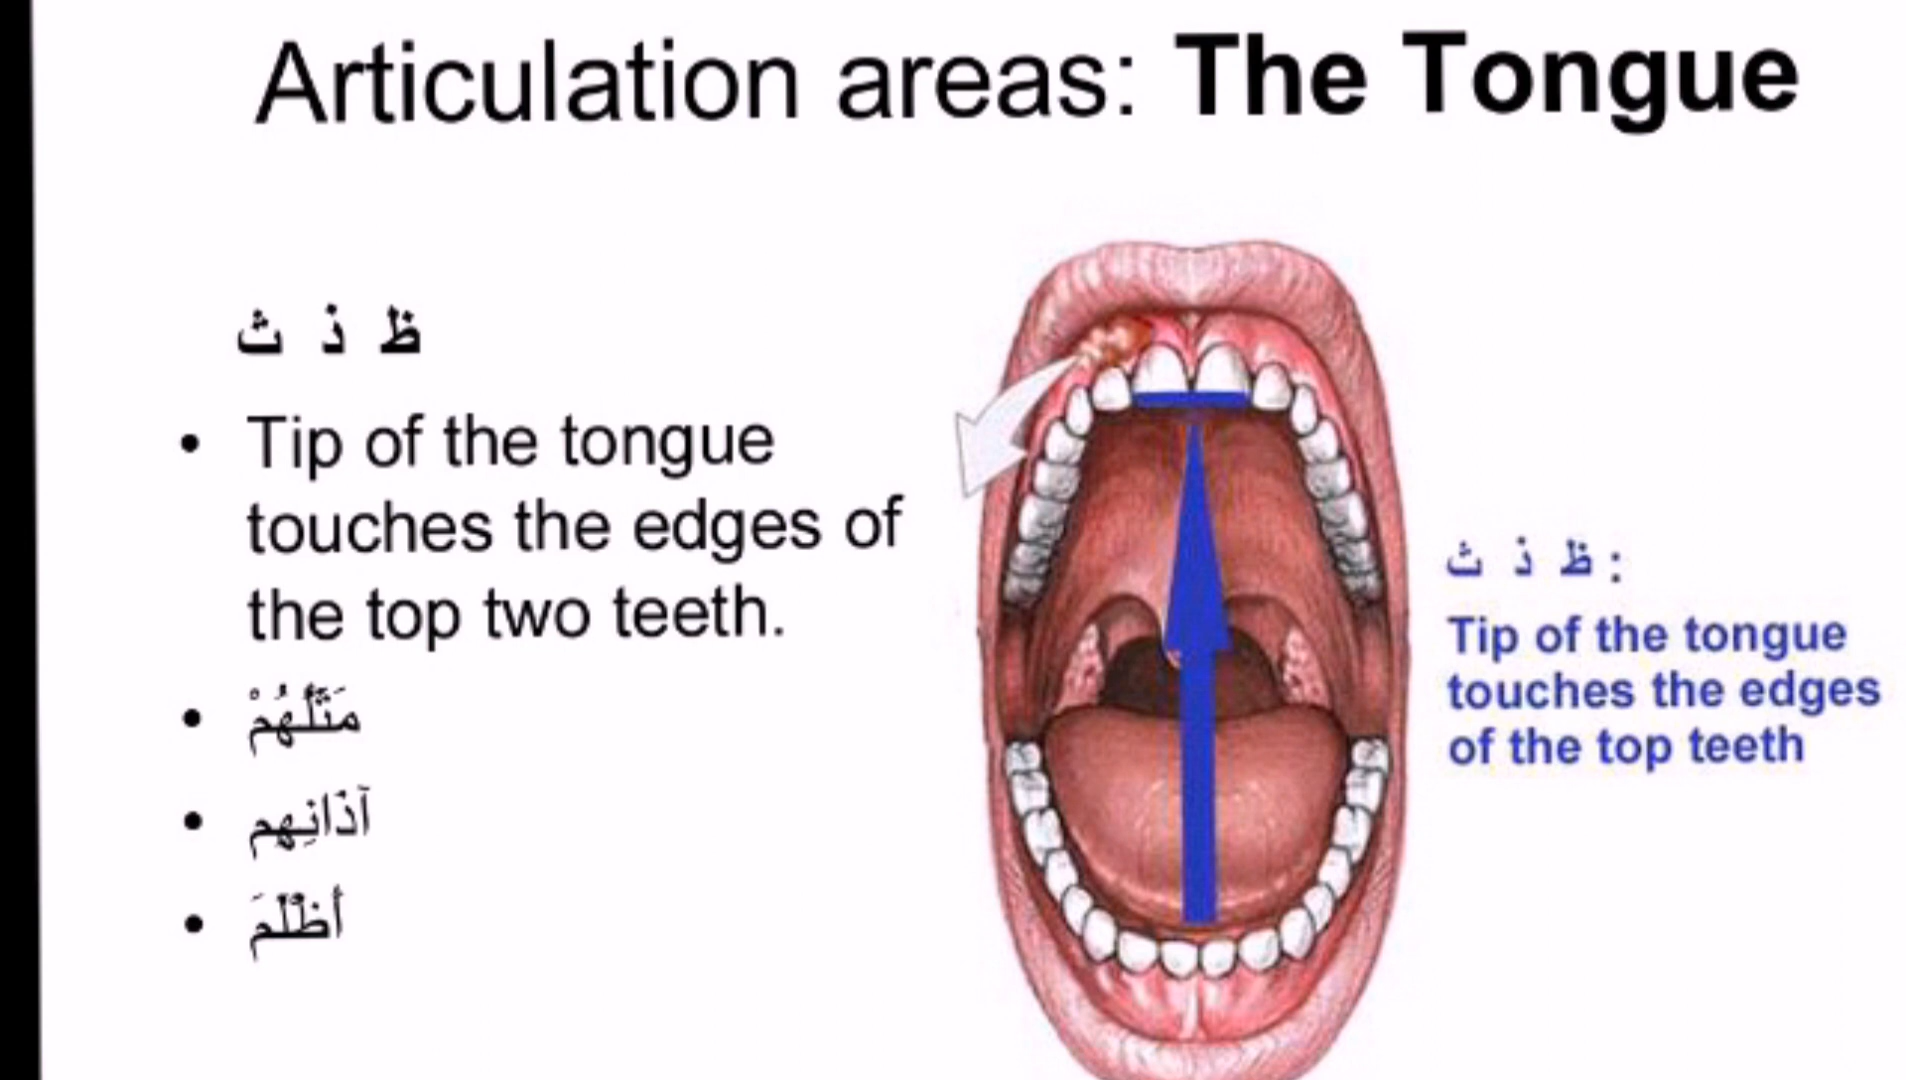 Articulation areas: The Tongue
ظ ذ ث
• Tip of the tongue
touches the edges of
the top two teeth.
• مَثَلُهُمْ
• آذَانِهِم
• أَظْلَمَ
ظ ذ ث :
Tip of the tongue
touches the edges
of the top teeth